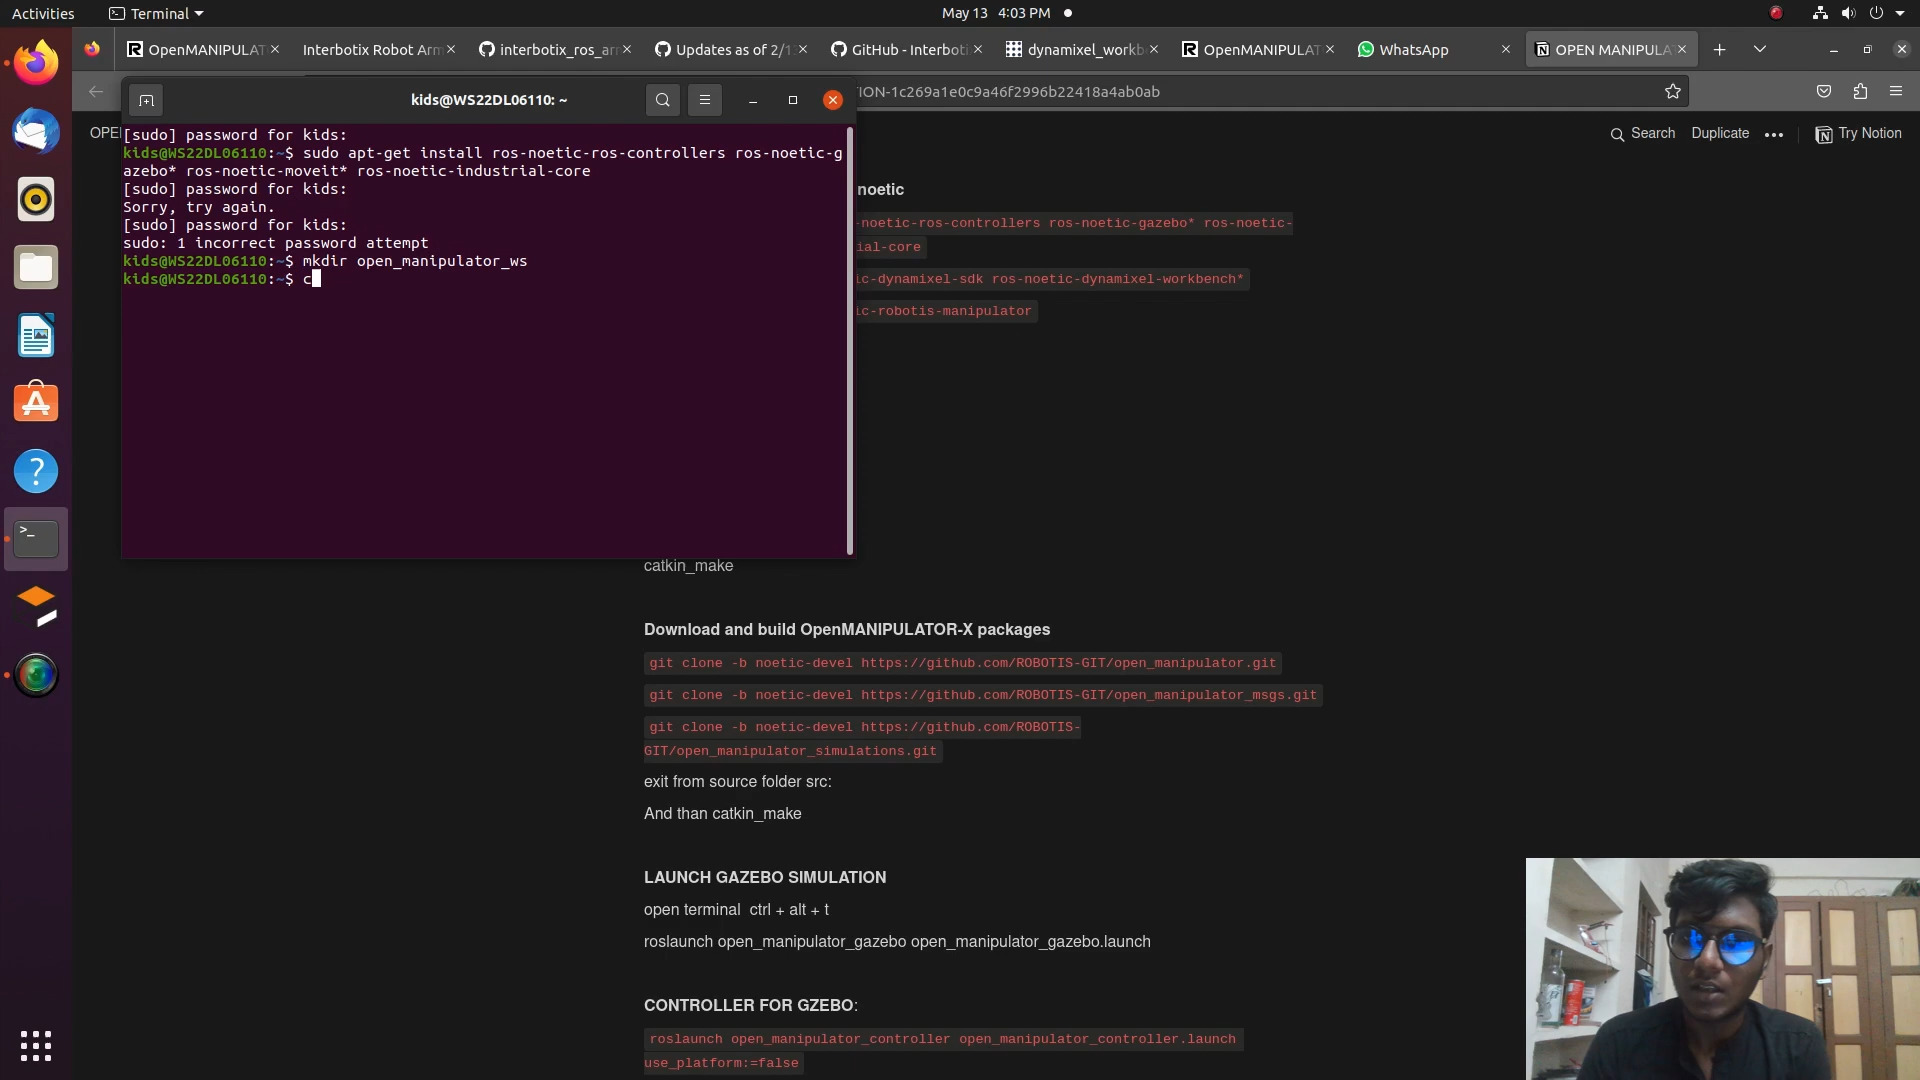 Activities
Terminal
May 13 4:03 PM
OpenMANIPULAT
Interbotix Robot Arm
interbotix_ros_arm
Updates as of 2/1
GitHub - Interboti
dynamixel_workb
OpenMANIPULAT
WhatsApp
OPEN MANIPULA
ION-1c269a1e0c9a46f2996b22418a4ab0ab
OPE
Search
Duplicate
Try Notion
kids@WS22DL06110: ~
[sudo] password for kids:
kids@WS22DL06110:~$ sudo apt-get install ros-noetic-ros-controllers ros-noetic-g
azebo* ros-noetic-moveit* ros-noetic-industrial-core
[sudo] password for kids:
Sorry, try again.
[sudo] password for kids:
sudo: 1 incorrect password attempt
kids@WS22DL06110:~$ mkdir open_manipulator_ws
kids@WS22DL06110:~$ c
noetic
-noetic-ros-controllers ros-noetic-gazebo* ros-noetic-
ial-core
ic-dynamixel-sdk ros-noetic-dynamixel-workbench*
ic-robotis-manipulator
catkin_make
Download and build OpenMANIPULATOR-X packages
git clone -b noetic-devel https://github.com/ROBOTIS-GIT/open_manipulator.git
git clone -b noetic-devel https://github.com/ROBOTIS-GIT/open_manipulator_msgs.git
git clone -b noetic-devel https://github.com/ROBOTIS-
GIT/open_manipulator_simulations.git
exit from source folder src:
And than catkin_make
LAUNCH GAZEBO SIMULATION
open terminal ctrl + alt + t
roslaunch open_manipulator_gazebo open_manipulator_gazebo.launch
CONTROLLER FOR GZEBO:
roslaunch open_manipulator_controller open_manipulator_controller.launch
use_platform:=false